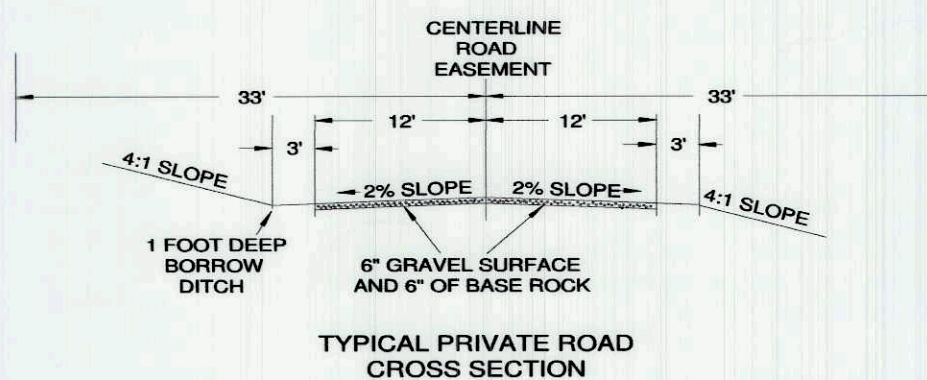 CENTERLINE
ROAD
EASEMENT
33'
33'
12'
12'
3'
3'
4:1 SLOPE
2% SLOPE
2% SLOPE
4:1 SLOPE
1 FOOT DEEP
BORROW
DITCH
6" GRAVEL SURFACE
AND 6" OF BASE ROCK
TYPICAL PRIVATE ROAD
CROSS SECTION